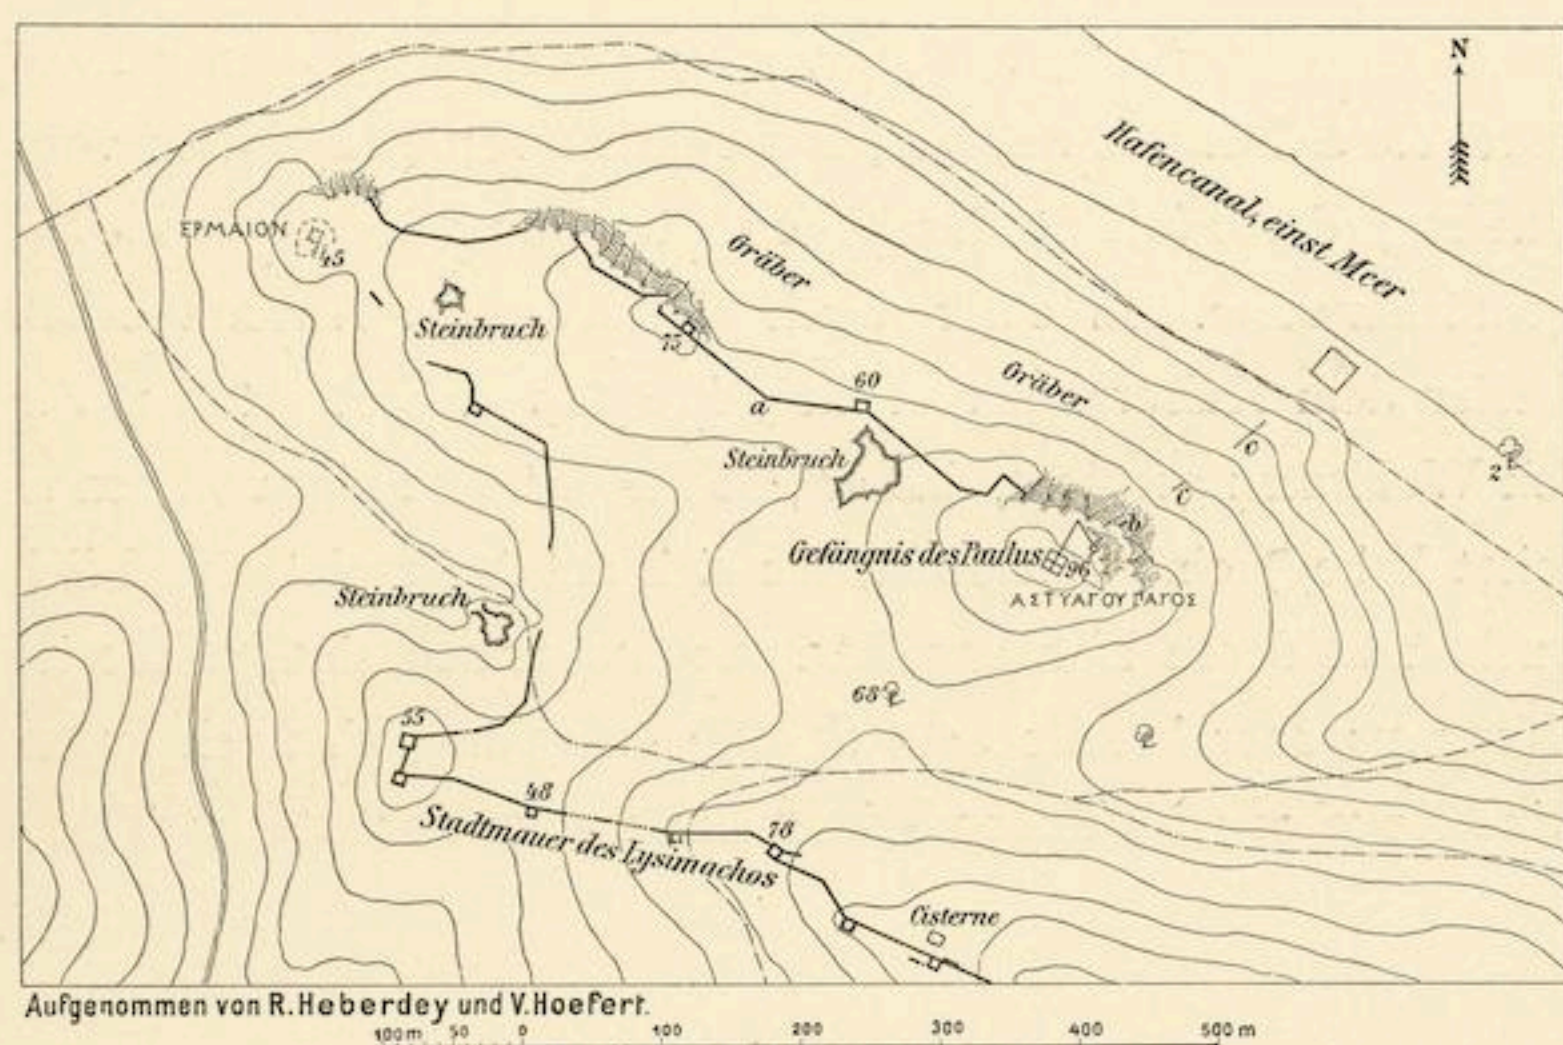 N
Hafencanal, einst Meer
ΕΡΜΑΙΟΝ
45
Gräber
Steinbruch
75
60
Gräber
a
c
Steinbruch
2
c
b
Gefängnis des Paulus
96
ΑΣΤΥΑΓΟΥ ΠΑΓΟΣ
Steinbruch
68
55
48
Stadtmauer des Lysimachos
78
Cisterne
Aufgenommen von R. Heberdey und V. Hoefert.
100 m 50 0 100 200 300 400 500 m